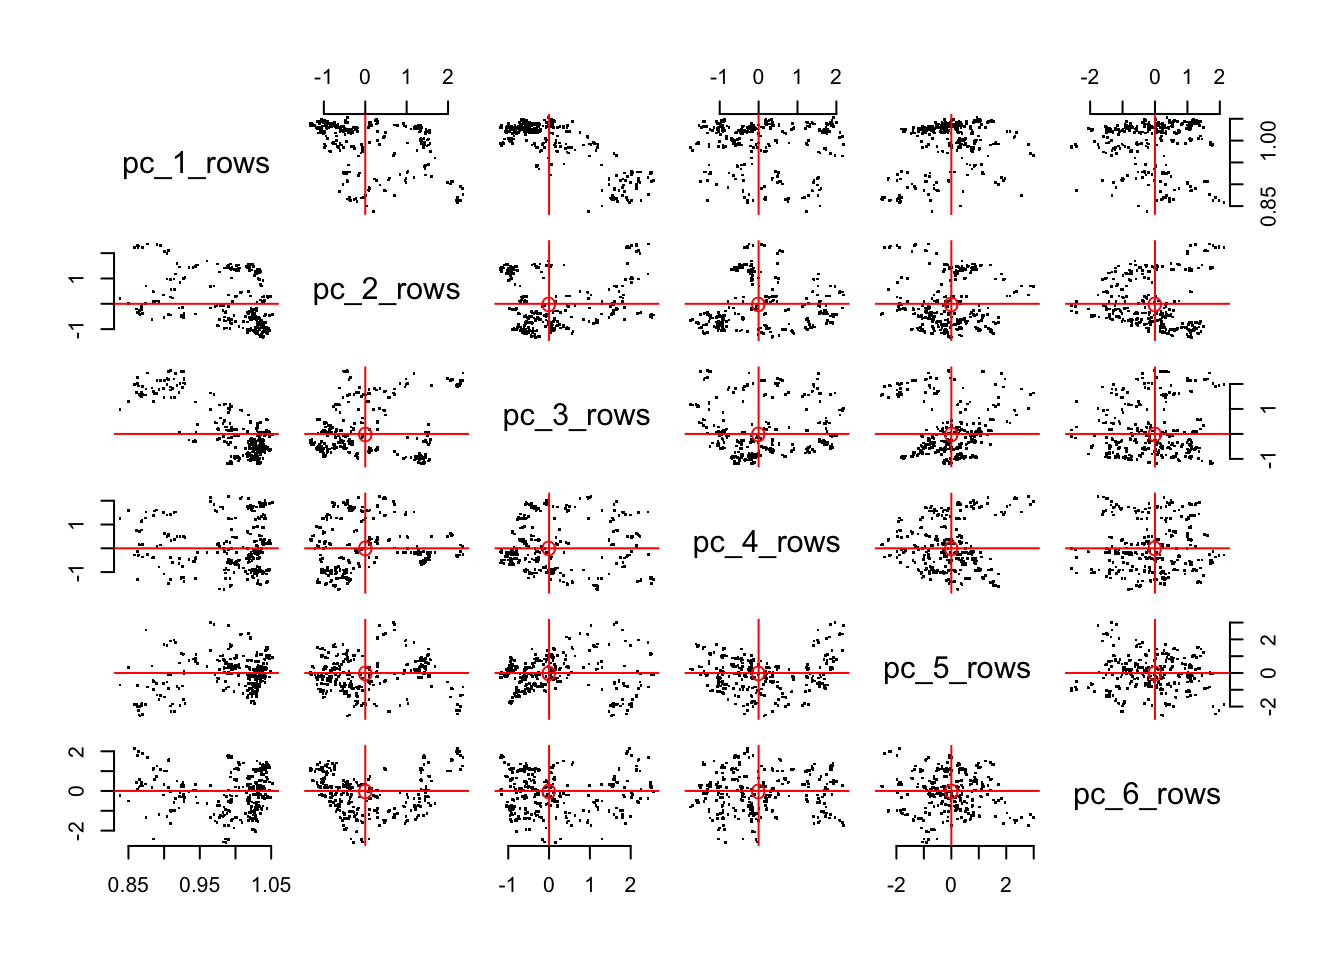 -1 0 1 2 -1 0 1 2 -2 0 1 2
pc_1_rows 0.85 1.00
-1 1 pc_2_rows
pc_3_rows -1 1
-1 1 pc_4_rows
pc_5_rows -2 0 2
-2 0 2 pc_6_rows
0.85 0.95 1.05 -1 0 1 2 -2 0 2